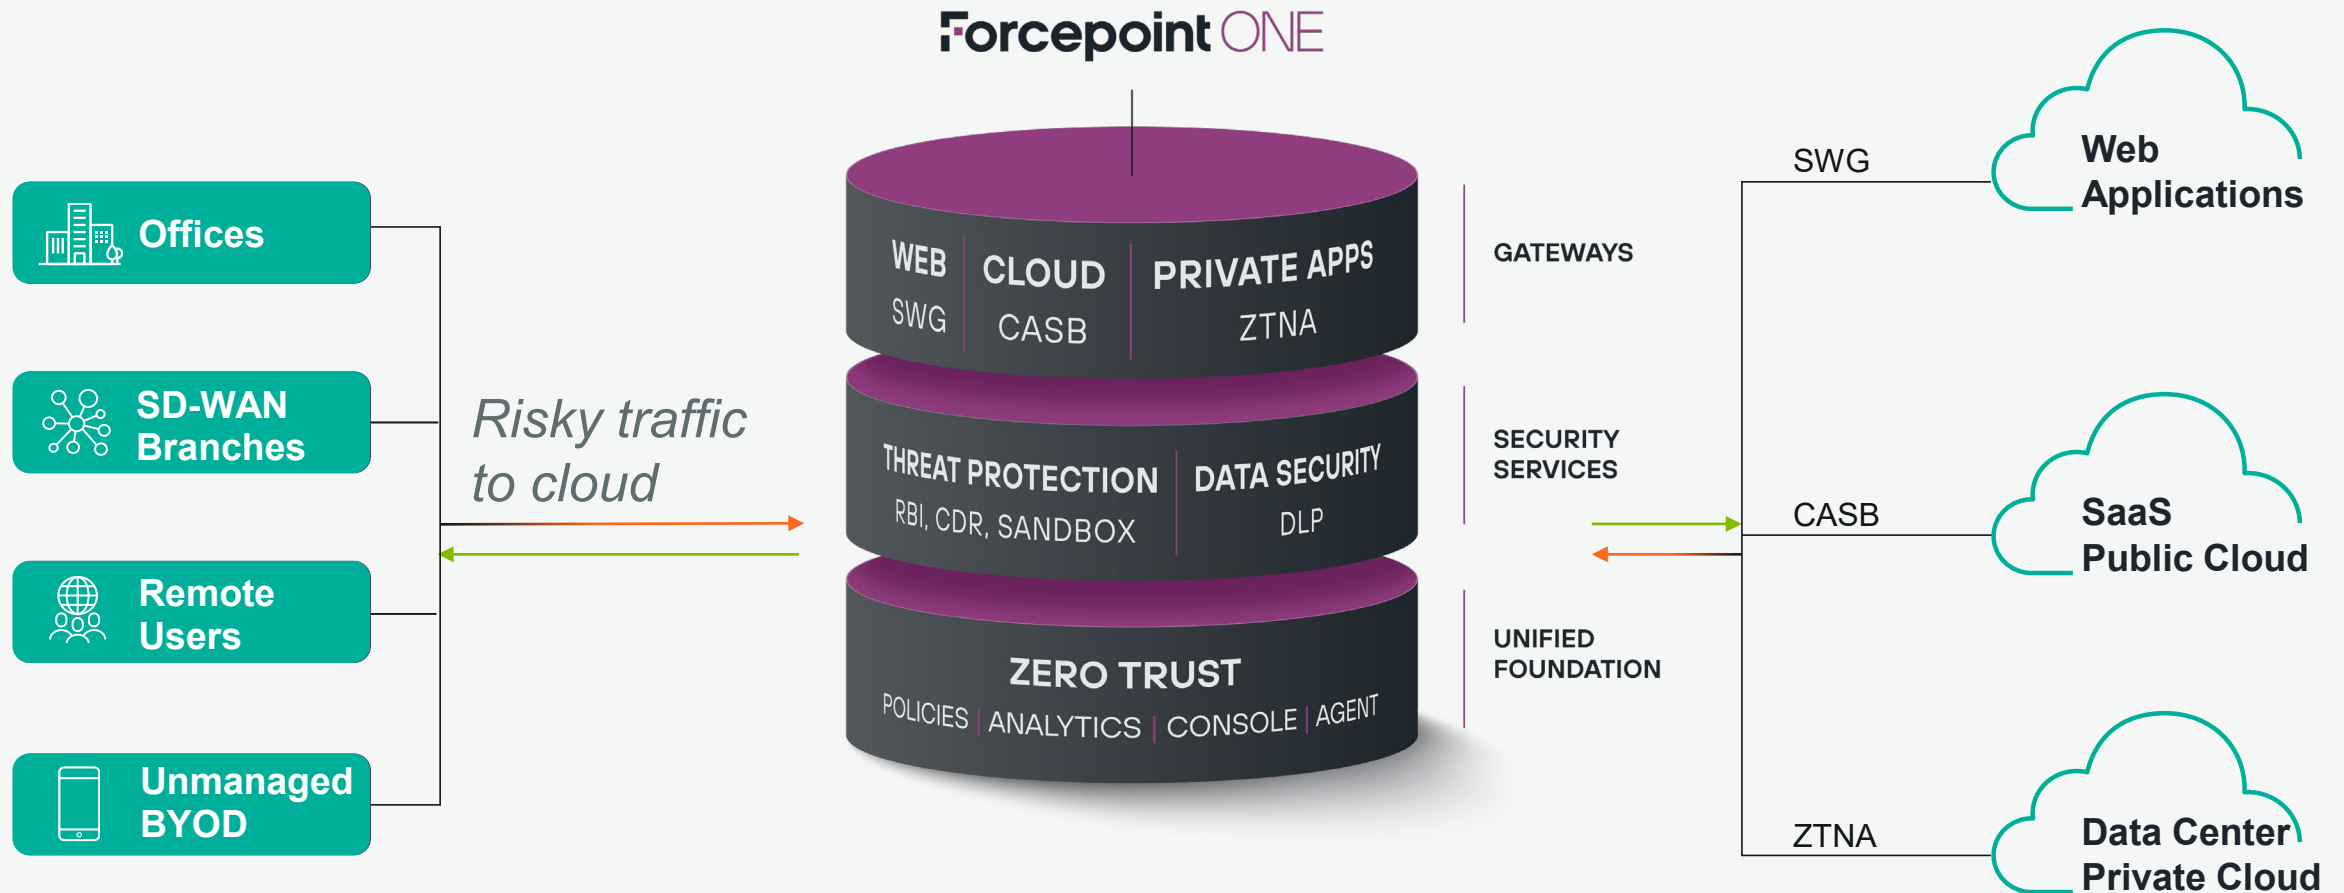 Forcepoint ONE
Offices
SD-WAN
Branches
Remote
Users
Unmanaged
BYOD
Risky traffic
to cloud
WEB
SWG
CLOUD
CASB
PRIVATE APPS
ZTNA
THREAT PROTECTION
RBI, CDR, SANDBOX
DATA SECURITY
DLP
ZERO TRUST
POLICIES | ANALYTICS | CONSOLE | AGENT
GATEWAYS
SECURITY
SERVICES
UNIFIED
FOUNDATION
SWG
Web
Applications
CASB
SaaS
Public Cloud
ZTNA
Data Center
Private Cloud